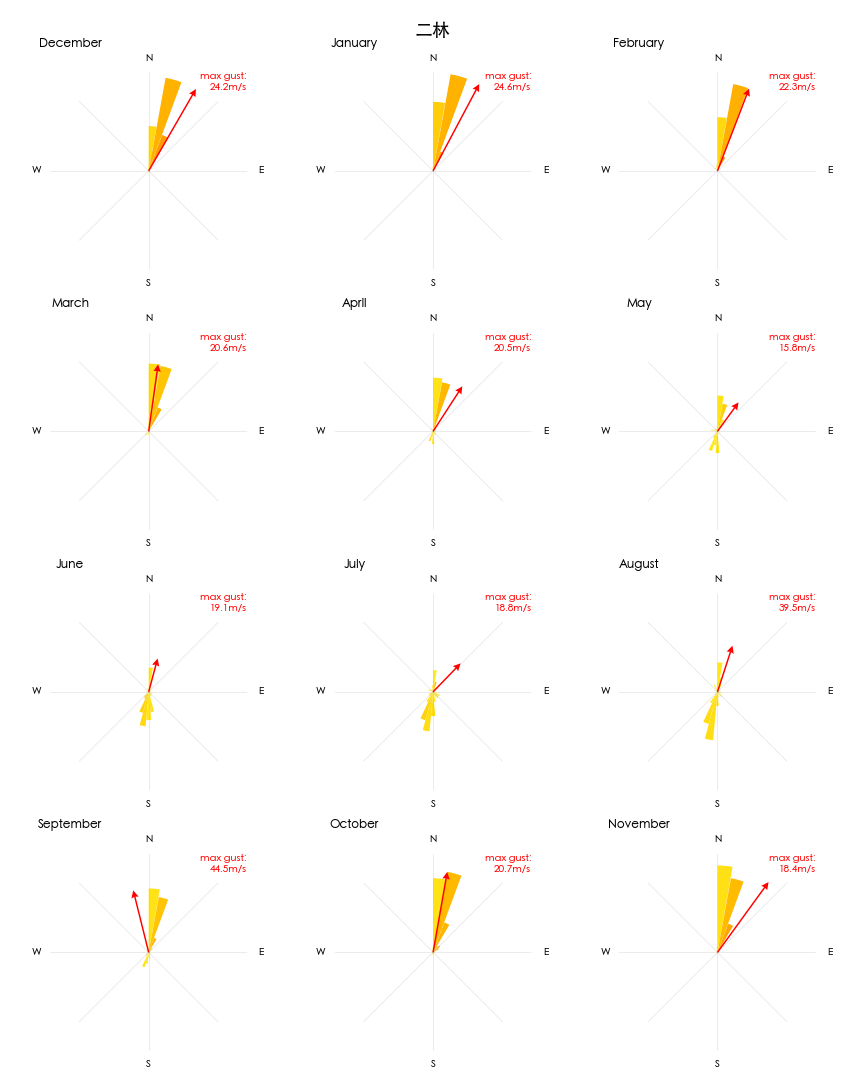 二林
December
N
max gust:
24.2m/s
W
E
S
January
N
max gust:
24.6m/s
W
E
S
February
N
max gust:
22.3m/s
W
E
S
March
N
max gust:
20.6m/s
W
E
S
April
N
max gust:
20.5m/s
W
E
S
May
N
max gust:
15.8m/s
W
E
S
June
N
max gust:
19.1m/s
W
E
S
July
N
max gust:
18.8m/s
W
E
S
August
N
max gust:
39.5m/s
W
E
S
September
N
max gust:
44.5m/s
W
E
S
October
N
max gust:
20.7m/s
W
E
S
November
N
max gust:
18.4m/s
W
E
S